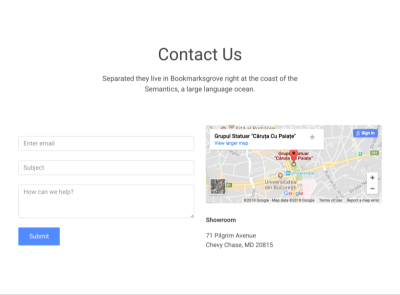 Contact Us
Separated they live in Bookmarksgrove right at the coast of the
Semantics, a large language ocean.
Enter email
Subject
How can we help?
Submit
Grupul Statuar "Căruța Cu Paiațe"
View larger map
Sign in
Grupul Statuar
"Căruța Cu Paiațe"
Universitatea
din București
Google
©2018 Google - Map data ©2018 Google
Terms of Use
Report a map error
Showroom
71 Pilgrim Avenue
Chevy Chase, MD 20815